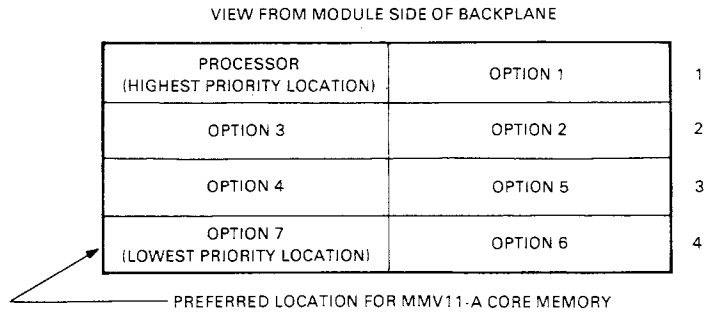 VIEW FROM MODULE SIDE OF BACKPLANE
PROCESSOR
(HIGHEST PRIORITY LOCATION)
OPTION 1
1
OPTION 3
OPTION 2
2
OPTION 4
OPTION 5
3
OPTION 7
(LOWEST PRIORITY LOCATION)
OPTION 6
4
PREFERRED LOCATION FOR MMV11-A CORE MEMORY